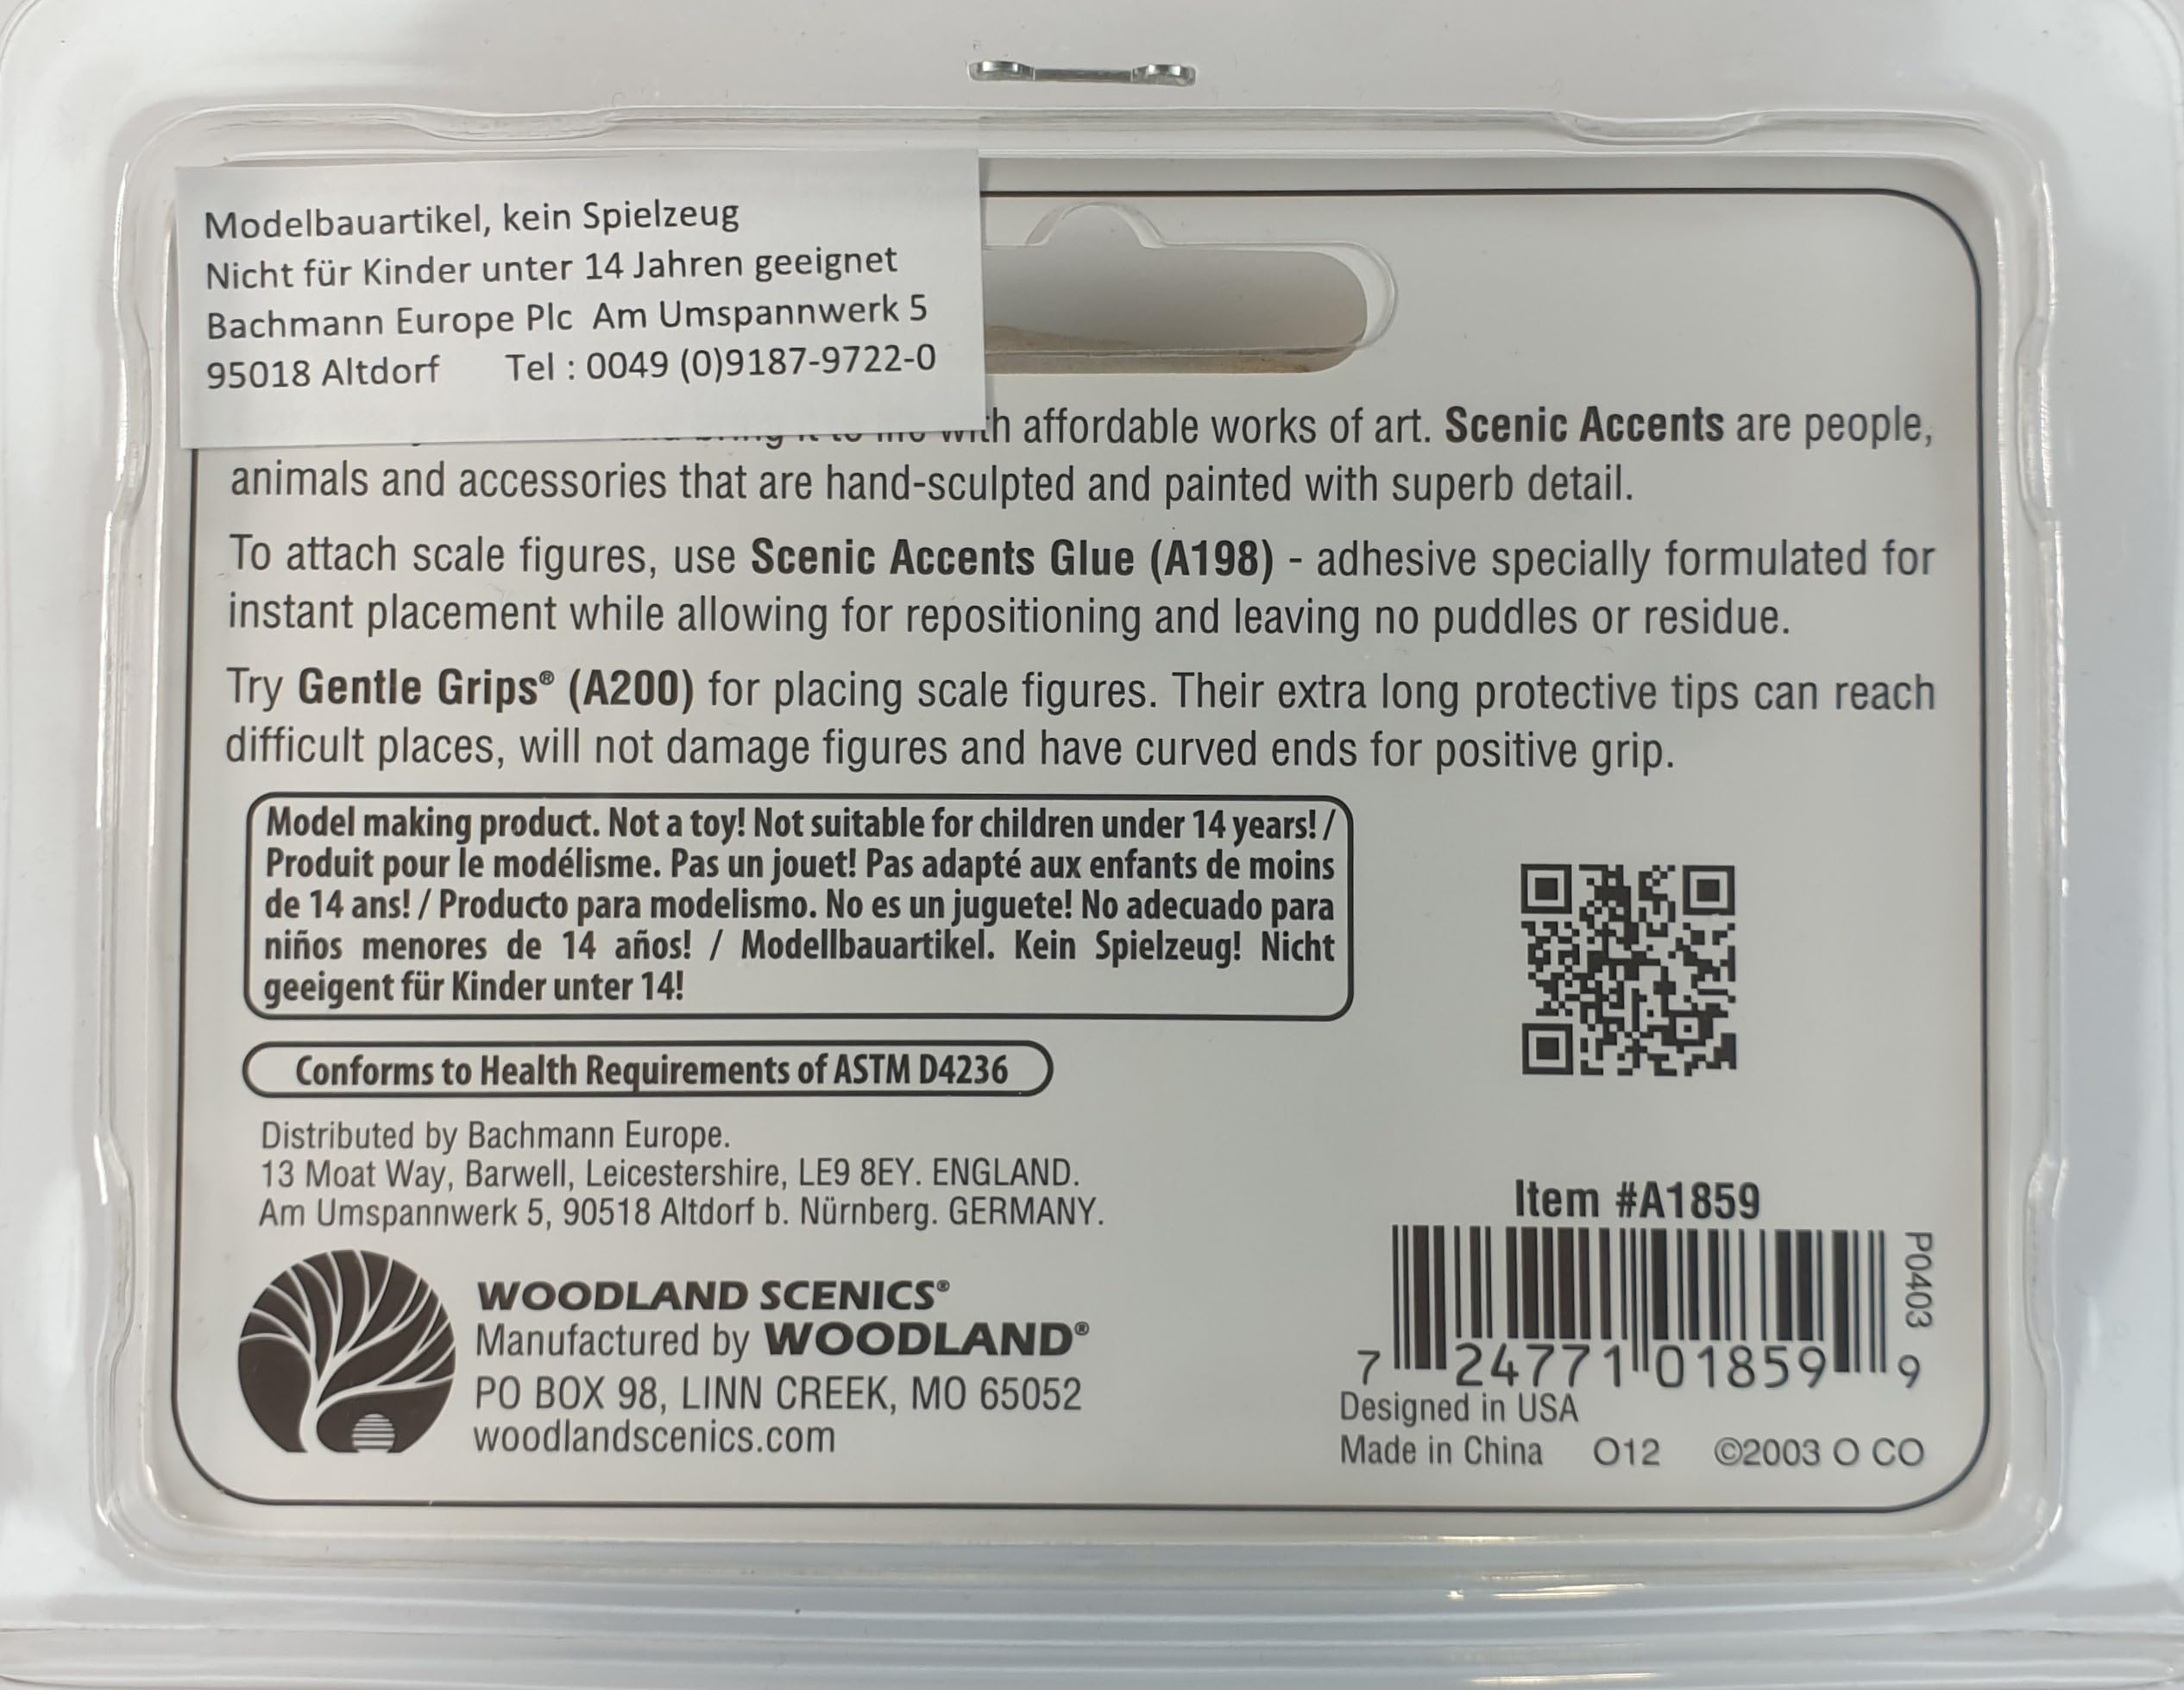 Modelbauartikel, kein Spielzeug
Nicht für Kinder unter 14 Jahren geeignet
Bachmann Europe Plc Am Umspannwerk 5
95018 Altdorf Tel : 0049 (0)9187-9722-0
with affordable works of art. Scenic Accents are people,
animals and accessories that are hand-sculpted and painted with superb detail.
To attach scale figures, use Scenic Accents Glue (A198) - adhesive specially formulated for
instant placement while allowing for repositioning and leaving no puddles or residue.
Try Gentle Grips® (A200) for placing scale figures. Their extra long protective tips can reach
difficult places, will not damage figures and have curved ends for positive grip.
Model making product. Not a toy! Not suitable for children under 14 years! /
Produit pour le modélisme. Pas un jouet! Pas adapté aux enfants de moins
de 14 ans! / Producto para modelismo. No es un juguete! No adecuado para
niños menores de 14 años! / Modellbauartikel. Kein Spielzeug! Nicht
geeigent für Kinder unter 14!
Conforms to Health Requirements of ASTM D4236
Distributed by Bachmann Europe.
13 Moat Way, Barwell, Leicestershire, LE9 8EY. ENGLAND.
Am Umspannwerk 5, 90518 Altdorf b. Nürnberg. GERMANY.
WOODLAND SCENICS®
Manufactured by WOODLAND®
PO BOX 98, LINN CREEK, MO 65052
woodlandscenics.com
Item #A1859
P0403
7 24771 01859 9
Designed in USA
Made in China O12 ©2003 O CO